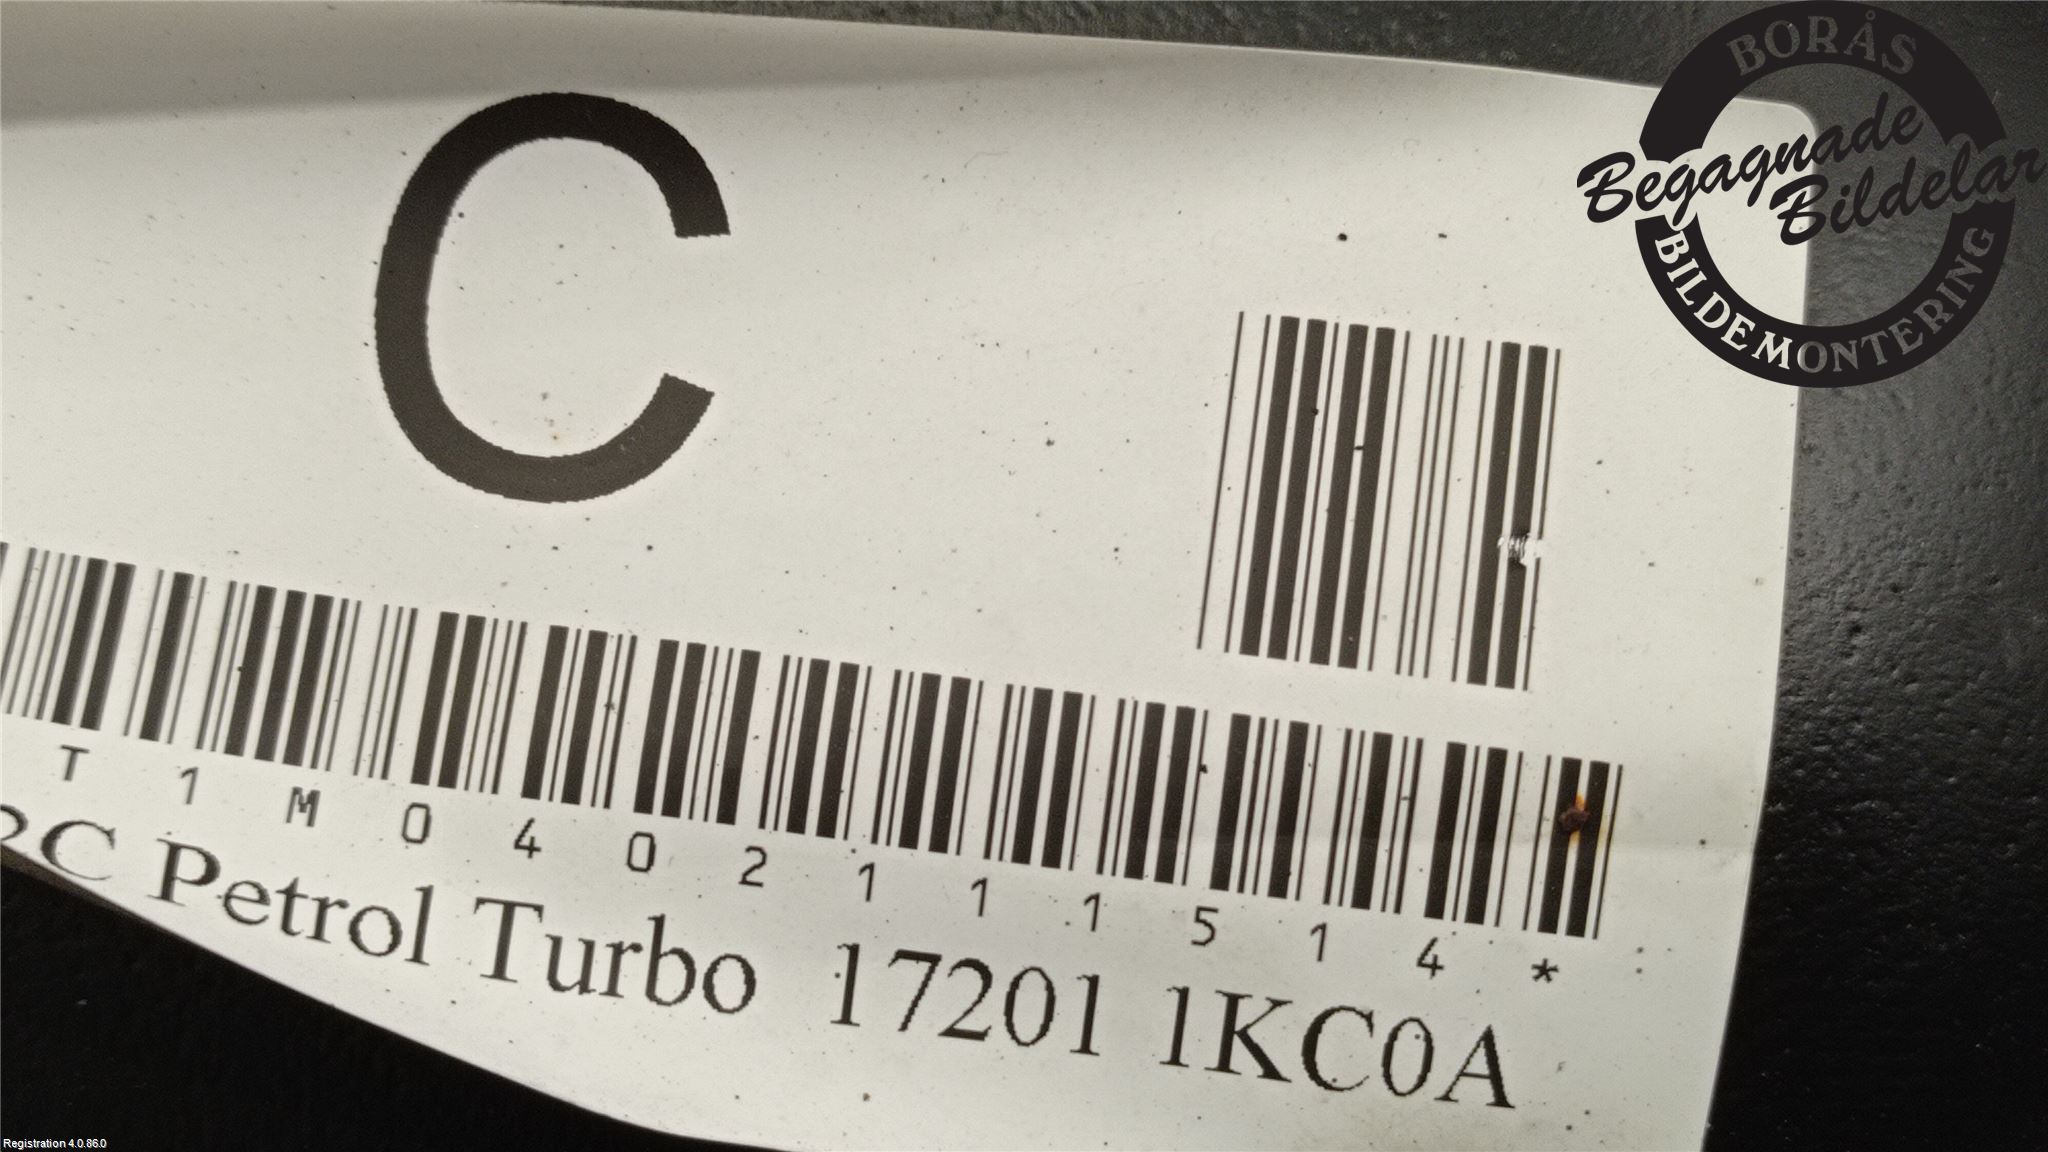 BORÅS
Begagnade
Bildelar
BILDEMONTERING
C
T1M0402111514*
C Petrol Turbo 17201 1KC0A
Registration 4.0.86.0